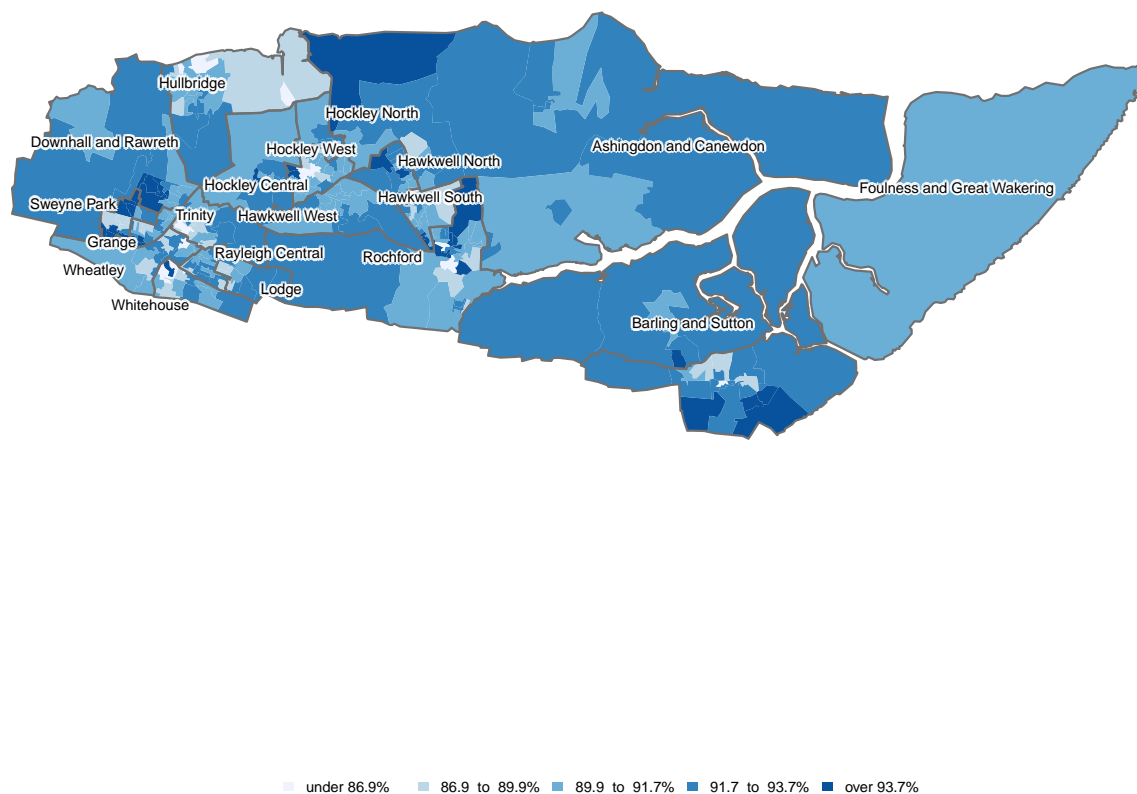 Hullbridge
Hockley North
Downhall and Rawreth
Hockley West
Ashingdon and Canewdon
Hawkwell North
Hockley Central
Foulness and Great Wakering
Hawkwell South
Sweyne Park
Trinity
Hawkwell West
Grange
Rayleigh Central
Rochford
Wheatley
Lodge
Whitehouse
Barling and Sutton
under 86.9% 86.9 to 89.9% 89.9 to 91.7% 91.7 to 93.7% over 93.7%